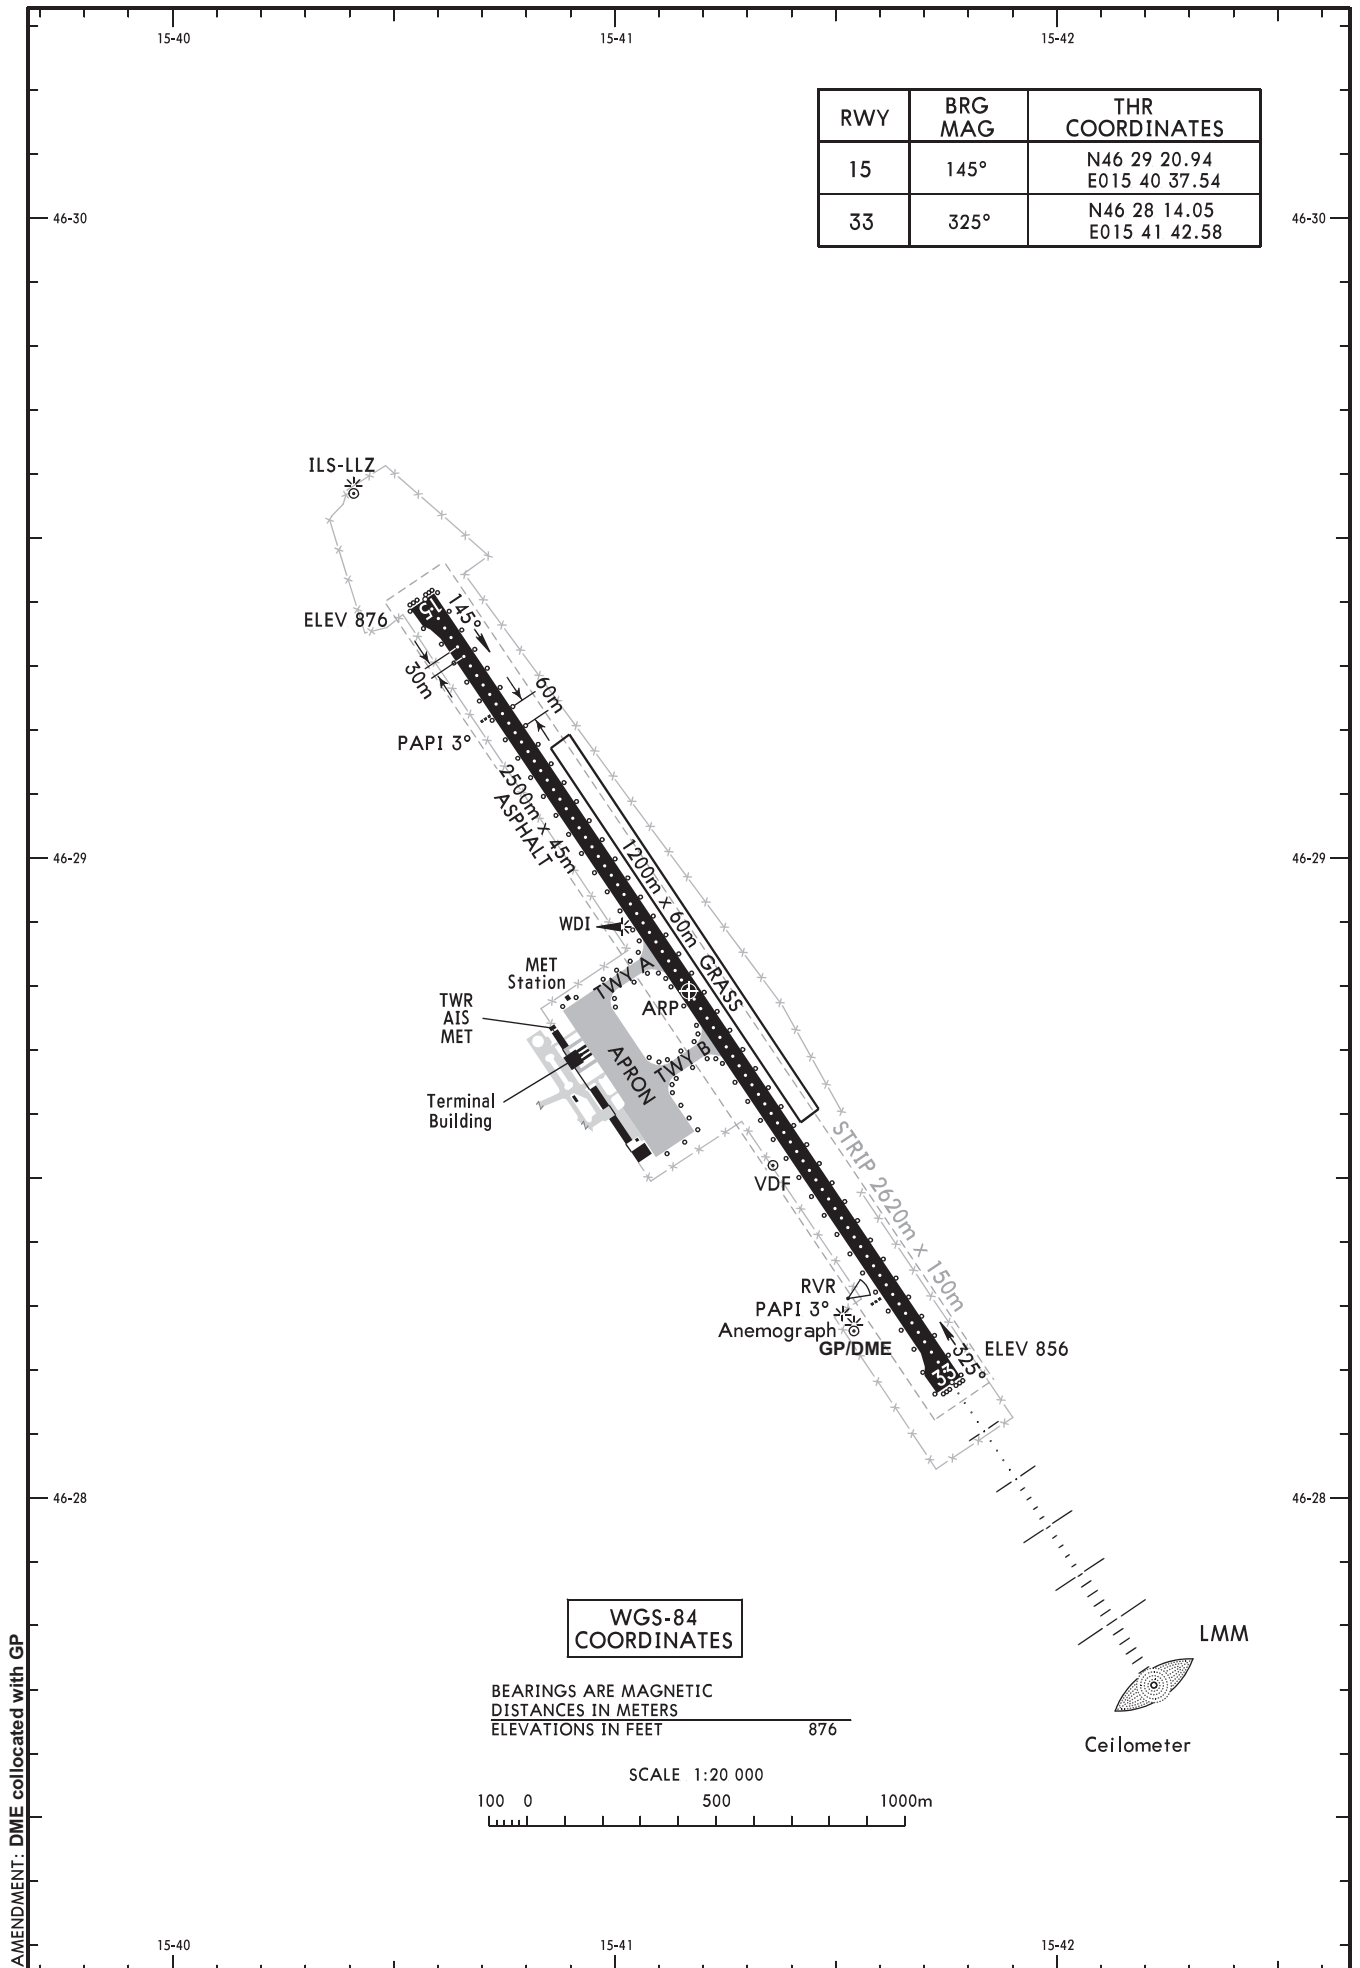 15-40
15-41
15-42
RWY
BRG
MAG
THR
COORDINATES
15
145°
N46 29 20.94
E015 40 37.54
33
325°
N46 28 14.05
E015 41 42.58
46-30
46-30
ILS-LLZ
ELEV 876
15
145°
30m
60m
PAPI 3°
2500m x 45m
ASPHALT
46-29
46-29
1200m x 60m GRASS
WDI
MET
Station
TWY A
TWR
AIS
MET
ARP
TWY B
APRON
Terminal
Building
STRIP 2620m x 150m
VDF
RVR
PAPI 3°
Anemograph
GP/DME
ELEV 856
325°
33
46-28
46-28
WGS-84
COORDINATES
LMM
Ceilometer
BEARINGS ARE MAGNETIC
DISTANCES IN METERS
ELEVATIONS IN FEET 876
SCALE 1:20 000
100 0 500 1000m
AMENDMENT: DME collocated with GP
15-40
15-41
15-42